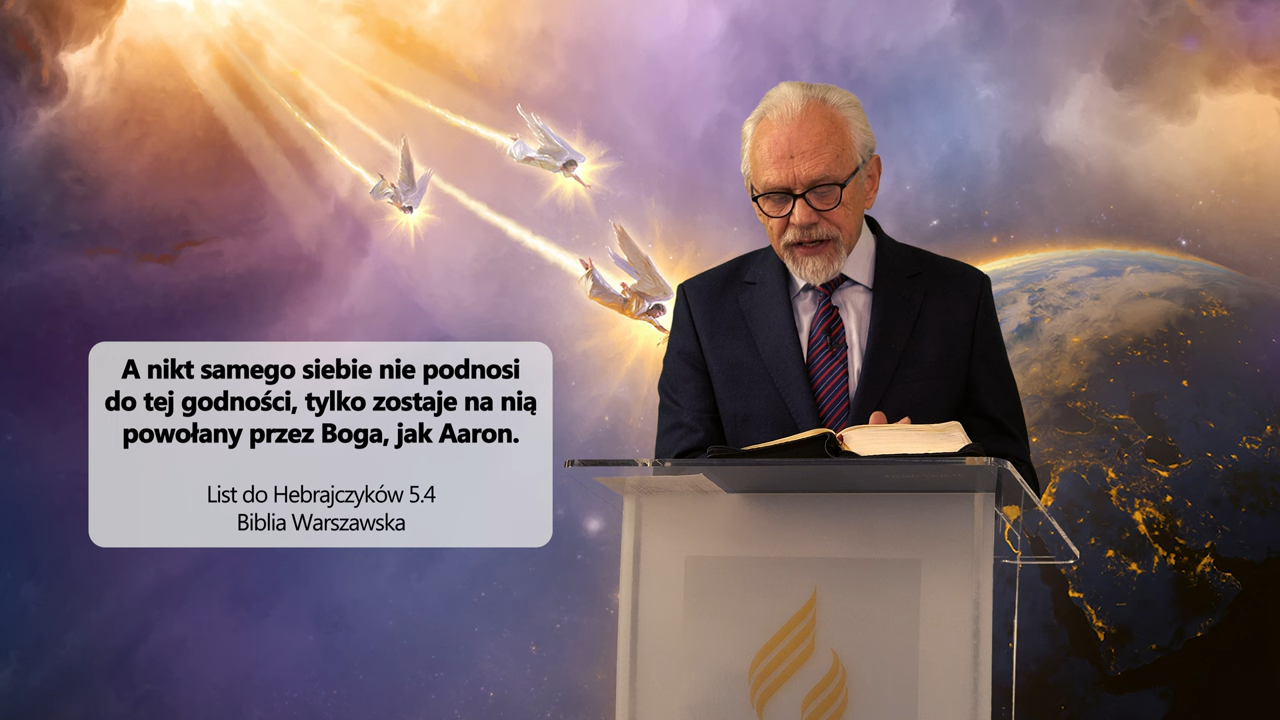 A nikt samego siebie nie podnosi
do tej godności, tylko zostaje na nią
powołany przez Boga, jak Aaron.
List do Hebrajczyków 5.4
Biblia Warszawska